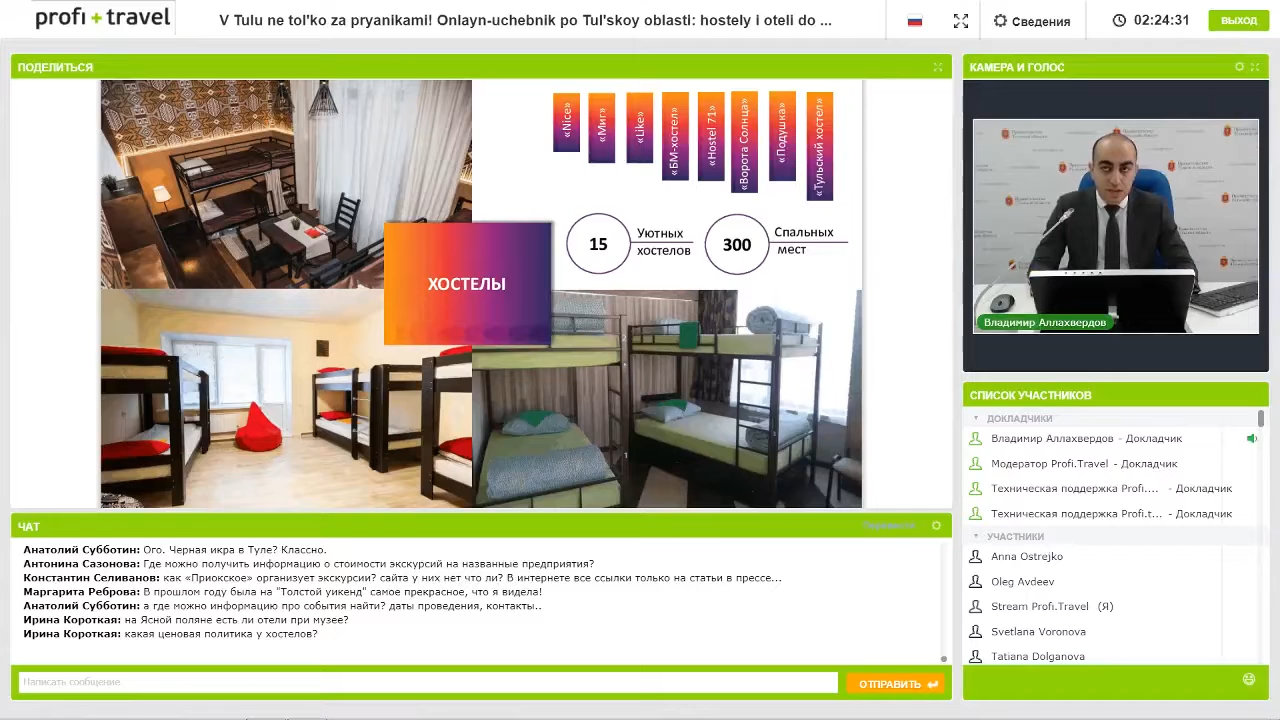 profi+travel
V Tulu ne tol'ko za pryanikami! Onlayn-uchebnik po Tul'skoy oblasti: hostely i oteli do ...
Сведения
02:24:31
ВЫХОД
ПОДЕЛИТЬСЯ
«Nice»
«Миг»
«Like»
«БМ-хостел»
«Hostel 71»
«Ворота Солнца»
«Подушка»
«Тульский хостел»
15
Уютных
хостелов
300
Спальных
мест
ХОСТЕЛЫ
КАМЕРА И ГОЛОС
Владимир Аллахвердов
СПИСОК УЧАСТНИКОВ
ДОКЛАДЧИКИ
Владимир Аллахвердов - Докладчик
Модератор Profi.Travel - Докладчик
Техническая поддержка Profi.... - Докладчик
Техническая поддержка Profi.t... - Докладчик
УЧАСТНИКИ
Anna Ostrejko
Oleg Avdeev
Stream Profi.Travel (Я)
Svetlana Voronova
Tatiana Dolganova
ЧАТ
Анатолий Субботин: Ого. Черная икра в Туле? Классно.
Антонина Сазонова: Где можно получить информацию о стоимости экскурсий на названные предприятия?
Константин Селиванов: как «Приокское» организует экскурсии? сайта у них нет что ли? В интернете все ссылки только на статьи в прессе...
Маргарита Реброва: В прошлом году была на "Толстой уикенд" самое прекрасное, что я видела!
Анатолий Субботин: а где можно информацию про события найти? даты проведения, контакты..
Ирина Короткая: на Ясной поляне есть ли отели при музее?
Ирина Короткая: какая ценовая политика у хостелов?
Написать сообщение
ОТПРАВИТЬ